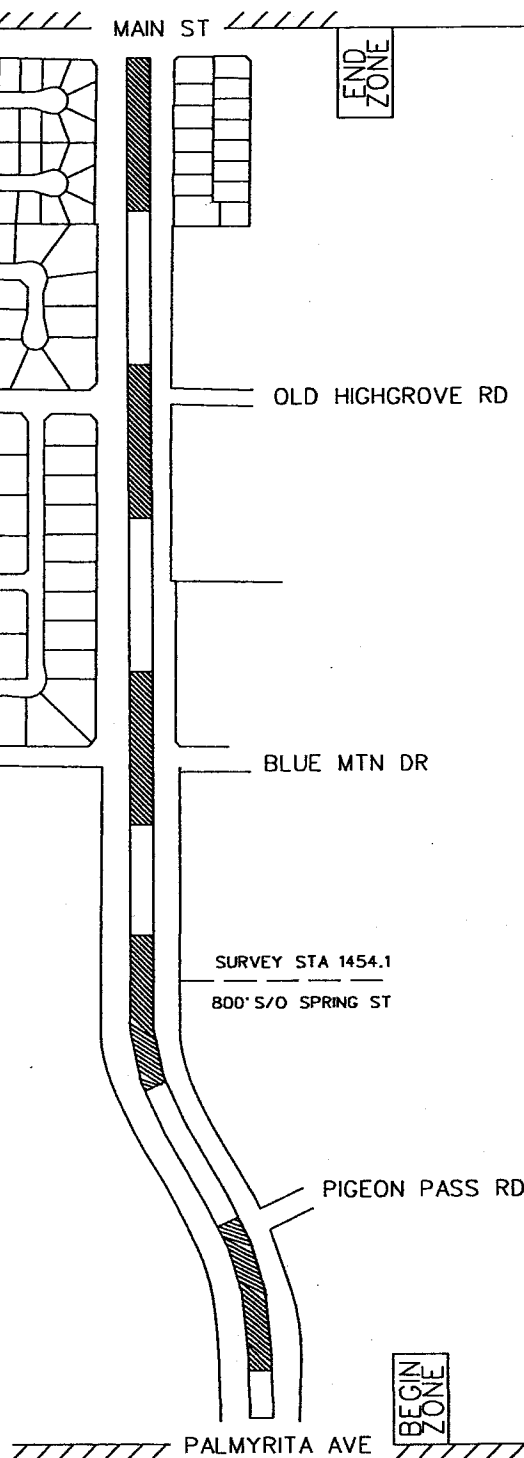 MAIN ST
END
ZONE
OLD HIGHGROVE RD
BLUE MTN DR
SURVEY STA 1454.1
800' S/O SPRING ST
PIGEON PASS RD
BEGIN
ZONE
PALMYRITA AVE